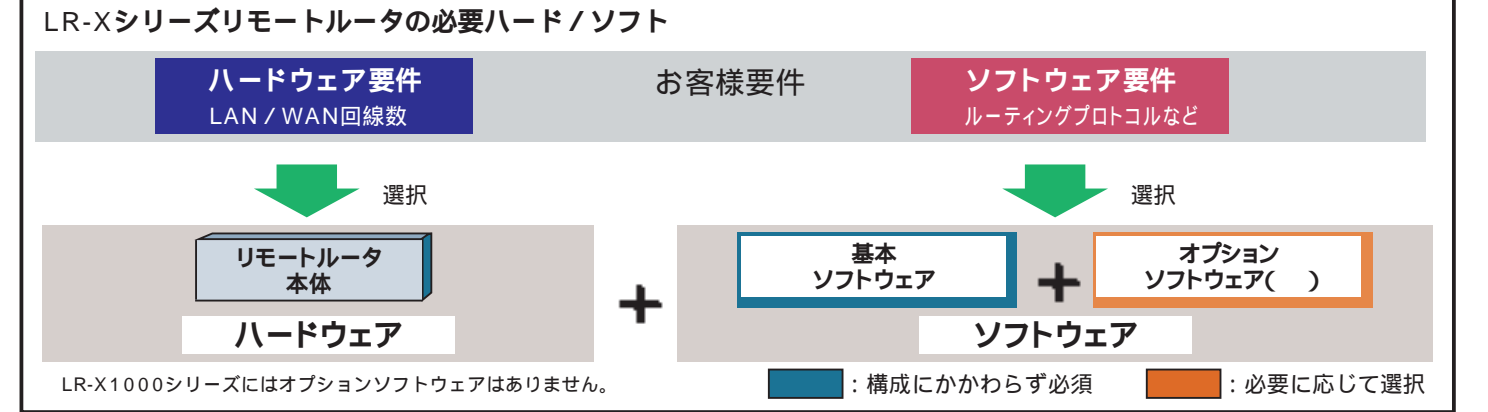 LR-Xシリーズリモートルータの必要ハード/ソフト
ハードウェア要件
LAN/WAN回線数
お客様要件
ソフトウェア要件
ルーティングプロトコルなど
選択
選択
リモートルータ
本体
ハードウェア
+
基本
ソフトウェア
+
オプション
ソフトウェア( )
ソフトウェア
LR-X1000シリーズにはオプションソフトウェアはありません。
:構成にかかわらず必須
:必要に応じて選択